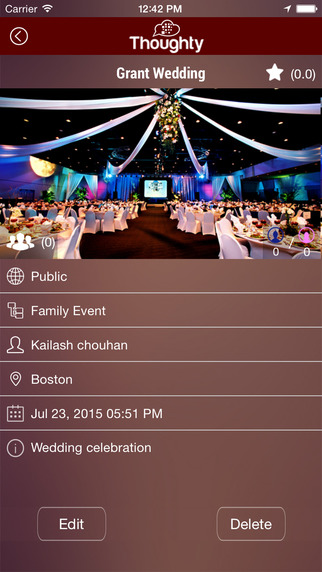 Carrier 12:42 PM
Thoughty
Grant Wedding (0.0)
(0) 0 / 0
Public
Family Event
Kailash chouhan
Boston
Jul 23, 2015 05:51 PM
Wedding celebration
Edit Delete